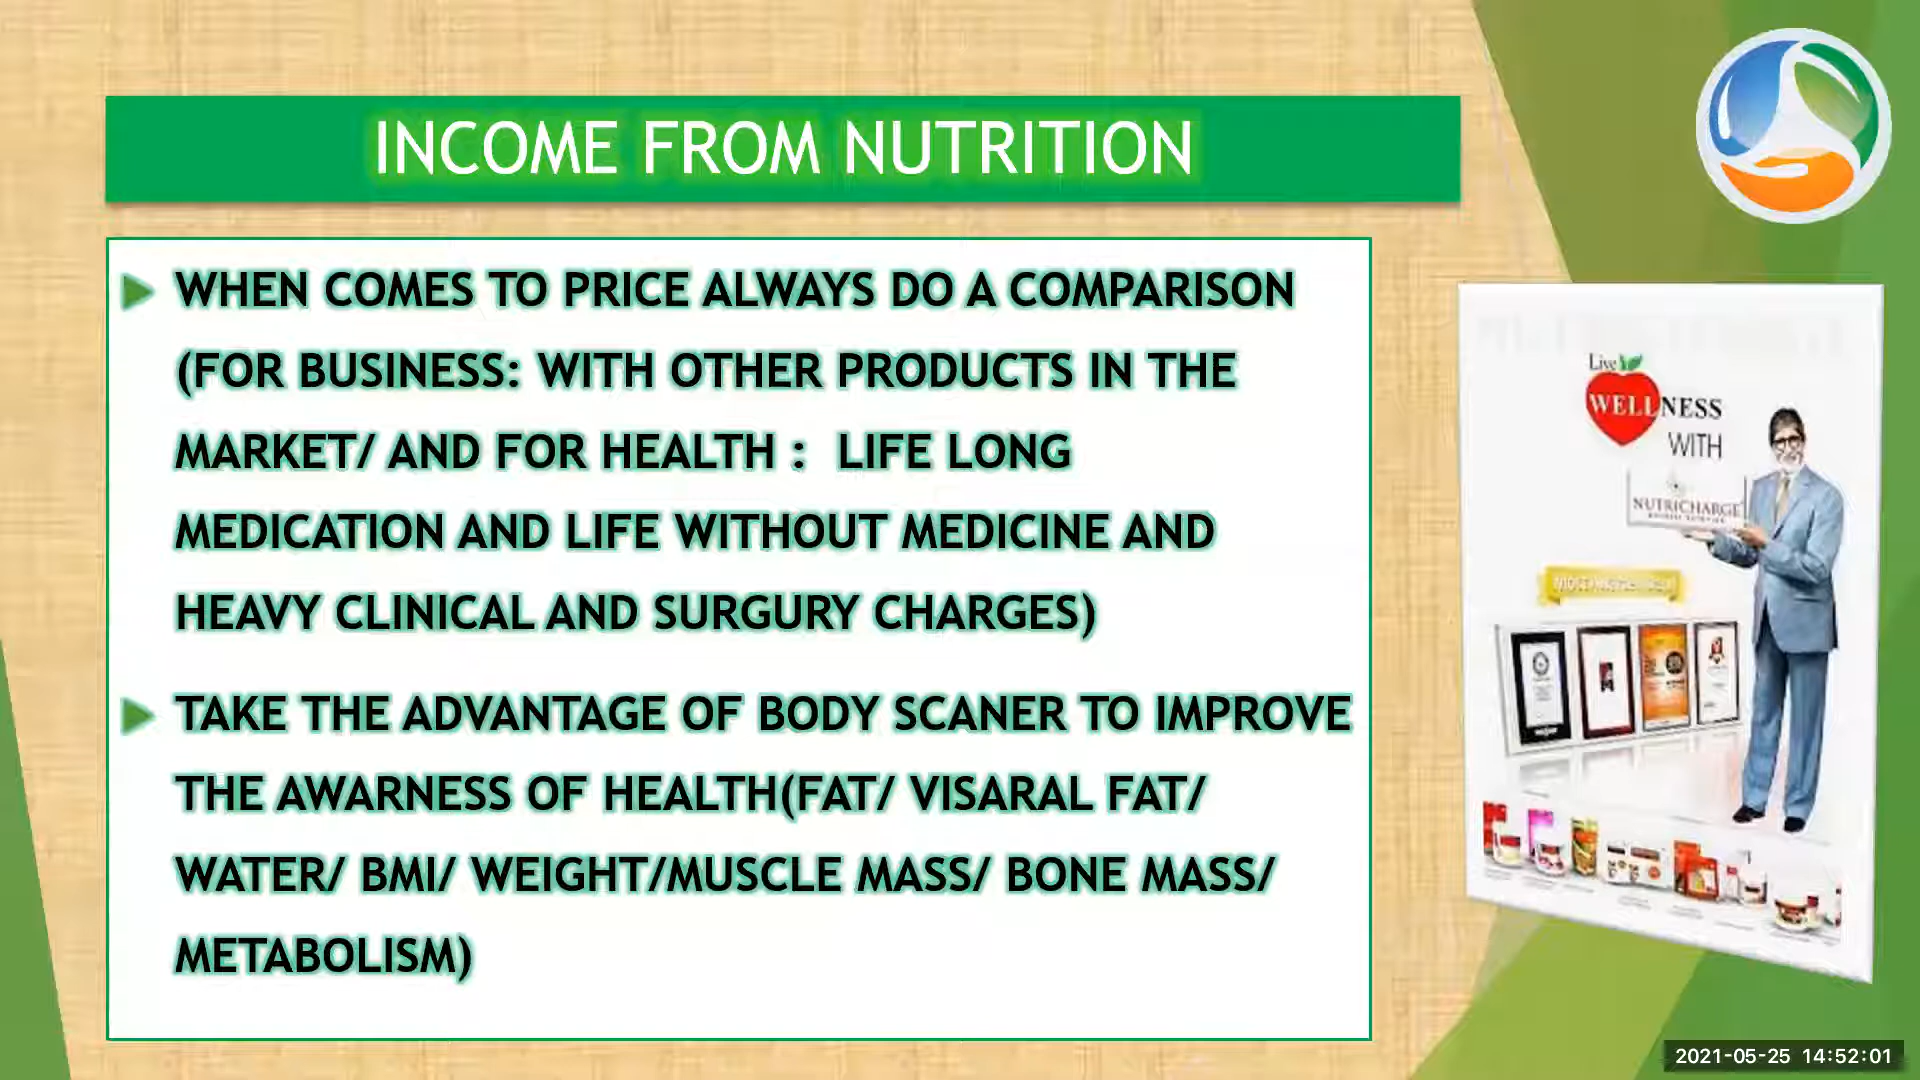 INCOME FROM NUTRITION
WHEN COMES TO PRICE ALWAYS DO A COMPARISON
(FOR BUSINESS: WITH OTHER PRODUCTS IN THE
MARKET/ AND FOR HEALTH :  LIFE LONG
MEDICATION AND LIFE WITHOUT MEDICINE AND
HEAVY CLINICAL AND SURGURY CHARGES)
TAKE THE ADVANTAGE OF BODY SCANER TO IMPROVE
THE AWARNESS OF HEALTH(FAT/ VISARAL FAT/
WATER/ BMI/ WEIGHT/MUSCLE MASS/ BONE MASS/
METABOLISM)
Live
WELLNESS
WITH
NUTRICHARGE
2021-05-25 14:52:01